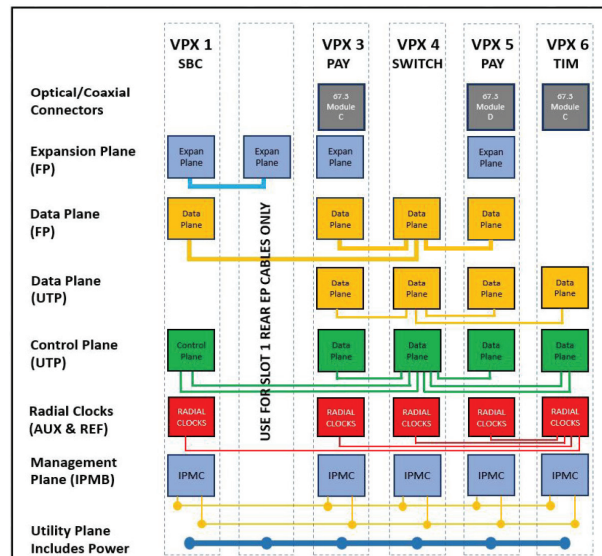 VPX 1 VPX 3 VPX 4 VPX 5 VPX 6
SBC PAY SWITCH PAY TIM
Optical/Coaxial
Connectors
67.3
Module
C
67.3
Module
D
67.3
Module
C
Expansion Plane
(FP)
Expan
Plane
Expan
Plane
Expan
Plane
Expan
Plane
USE FOR SLOT 1 REAR EP CABLES ONLY
Data Plane
(FP)
Data
Plane
Data
Plane
Data
Plane
Data
Plane
Data Plane
(UTP)
Data
Plane
Data
Plane
Data
Plane
Data
Plane
Control Plane
(UTP)
Control
Plane
Data
Plane
Data
Plane
Data
Plane
Data
Plane
Radial Clocks
(AUX & REF)
RADIAL
CLOCKS
RADIAL
CLOCKS
RADIAL
CLOCKS
RADIAL
CLOCKS
RADIAL
CLOCKS
Management
Plane (IPMB)
IPMC
IPMC
IPMC
IPMC
IPMC
Utility Plane
Includes Power